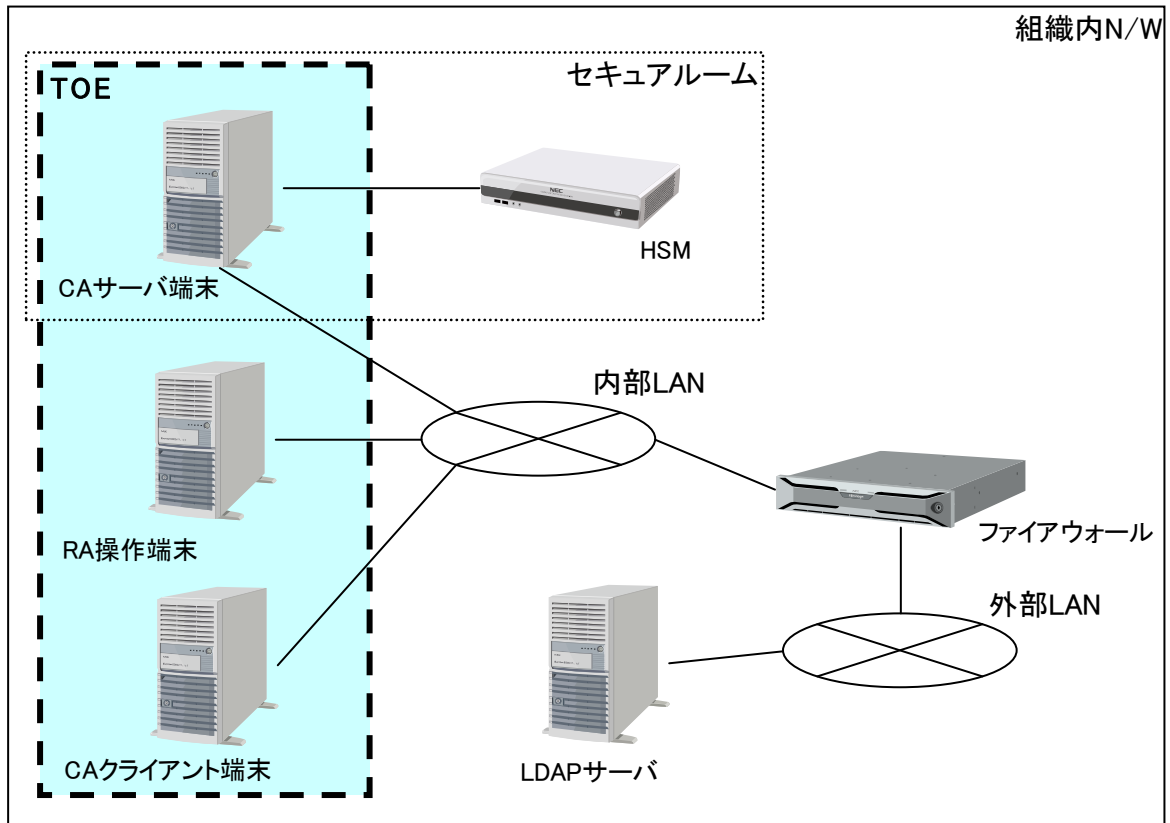 組織内N/W
セキュアルーム
TOE
NEC
HSM
CAサーバ端末
内部LAN
RA操作端末
ファイアウォール
外部LAN
CAクライアント端末
LDAPサーバ